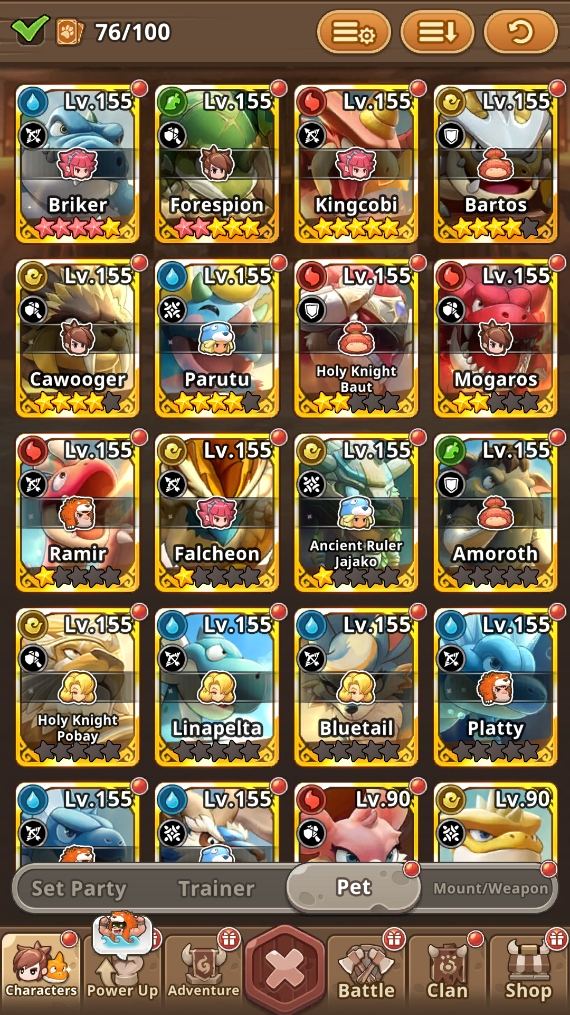 76/100
Lv.155
Lv.155
Lv.155
Lv.155
Briker
Forespion
Kingcobi
Bartos
Lv.155
Lv.155
Lv.155
Lv.155
Cawooger
Parutu
Holy Knight
Baut
Mogaros
Lv.155
Lv.155
Lv.155
Lv.155
Ramir
Falcheon
Ancient Ruler
Jajako
Amoroth
Lv.155
Lv.155
Lv.155
Lv.155
Holy Knight
Pobay
Linapelta
Bluetail
Platty
Lv.155
Lv.155
Lv.90
Lv.90
Set Party
Trainer
Pet
Mount/Weapon
Characters
Power Up
Adventure
Battle
Clan
Shop